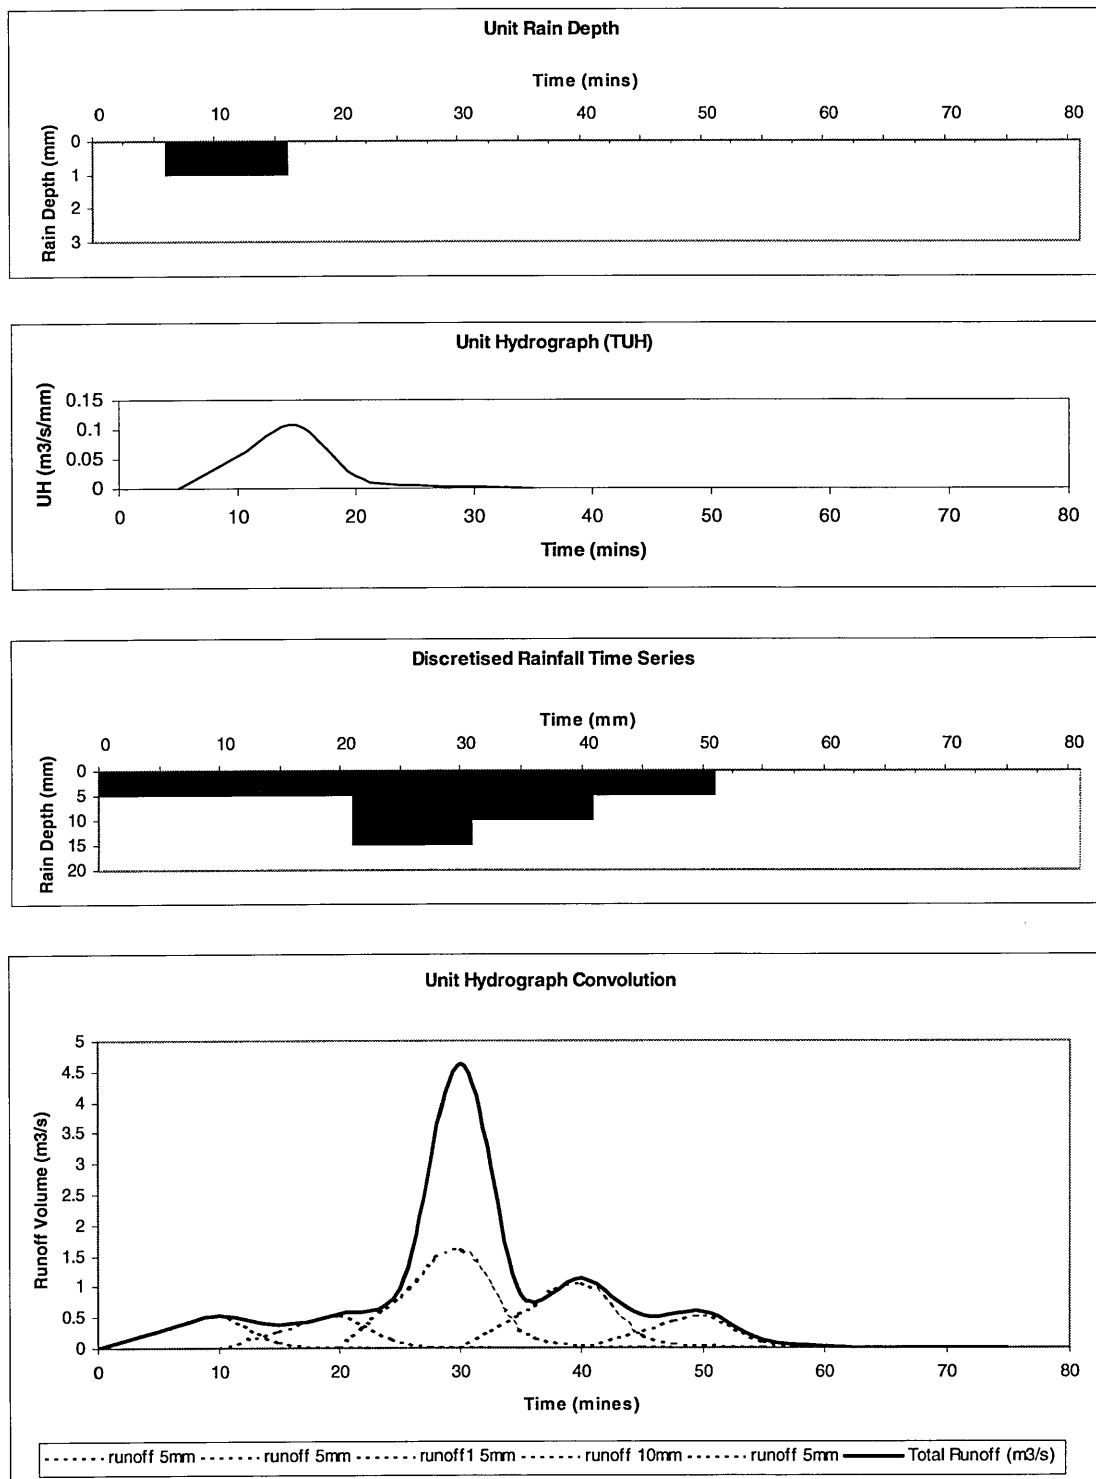 Unit Rain Depth
Time (mins)
0 10 20 30 40 50 60 70 80
Rain Depth (mm)
0
1
2
3
Unit Hydrograph (TUH)
UH (m3/s/mm)
0.15
0.1
0.05
0
0 10 20 30 40 50 60 70 80
Time (mins)
Discretised Rainfall Time Series
Time (mm)
0 10 20 30 40 50 60 70 80
Rain Depth (mm)
0
5
10
15
20
Unit Hydrograph Convolution
Runoff Volume (m3/s)
5
4.5
4
3.5
3
2.5
2
1.5
1
0.5
0
0 10 20 30 40 50 60 70 80
Time (mines)
runoff 5mm runoff 5mm runoff1 5mm runoff 10mm runoff 5mm Total Runoff (m3/s)